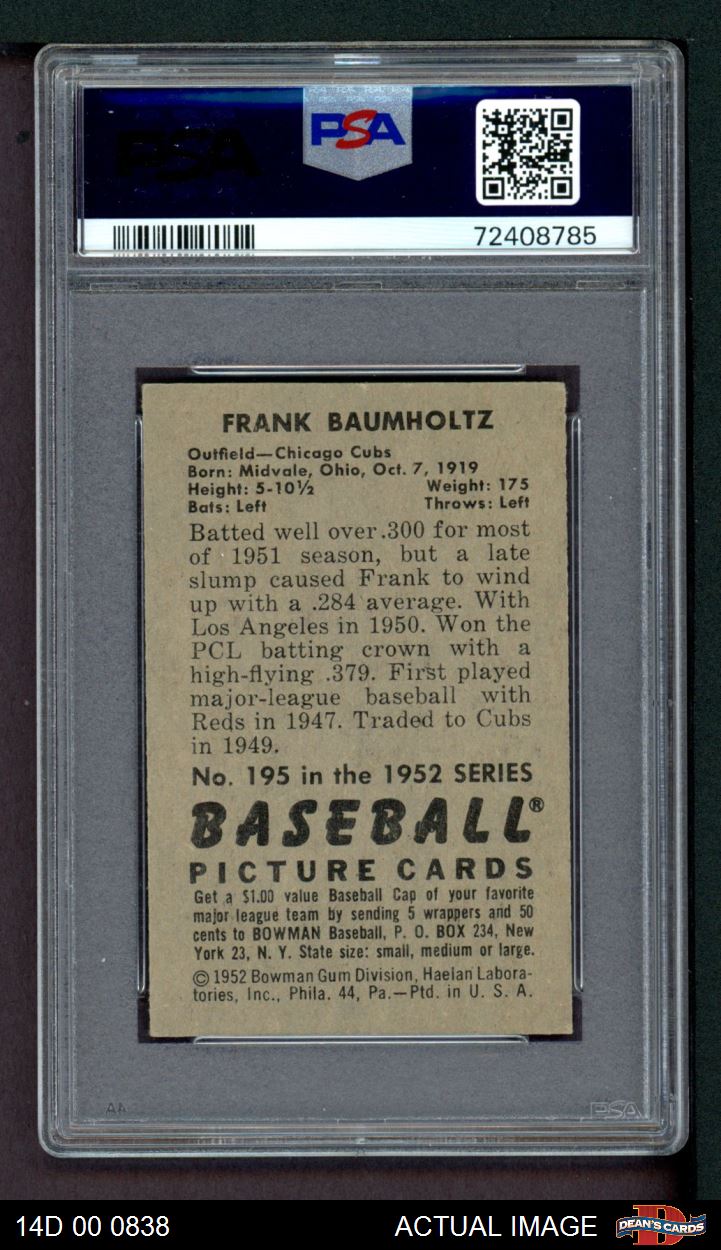 PSA
PSA
72408785
FRANK BAUMHOLTZ
Outfield—Chicago Cubs
Born: Midvale, Ohio, Oct. 7, 1919
Height: 5-10½ Weight: 175
Bats: Left Throws: Left
Batted well over .300 for most
of 1951 season, but a late
slump caused Frank to wind
up with a .284 average. With
Los Angeles in 1950. Won the
PCL batting crown with a
high-flying .379. First played
major-league baseball with
Reds in 1947. Traded to Cubs
in 1949.
No. 195 in the 1952 SERIES
BASEBALL®
PICTURE CARDS
Get a $1.00 value Baseball Cap of your favorite
major league team by sending 5 wrappers and 50
cents to BOWMAN Baseball, P. O. BOX 234, New
York 23, N. Y. State size: small, medium or large.
© 1952 Bowman Gum Division, Haelan Labora-
tories, Inc., Phila. 44, Pa.—Ptd. in U. S. A.
AA PSA
14D 00 0838 ACTUAL IMAGE DEAN'S CARDS